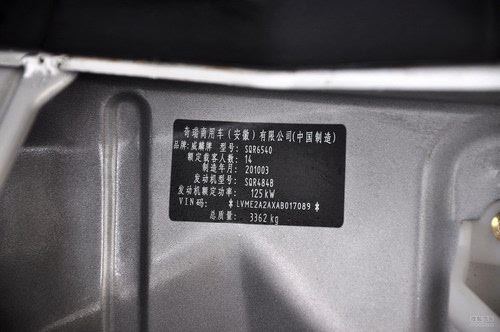 奇瑞商用车(安徽)有限公司(中国制造)
品牌:威麟牌 型号: SQR6540
额定载客人数: 14
制造年月: 201003
发动机型号: SQR484B
发动机额定功率: 125kW
VIN码: ✱LVME2A2AXAB017089✱
总质量: 3362 kg